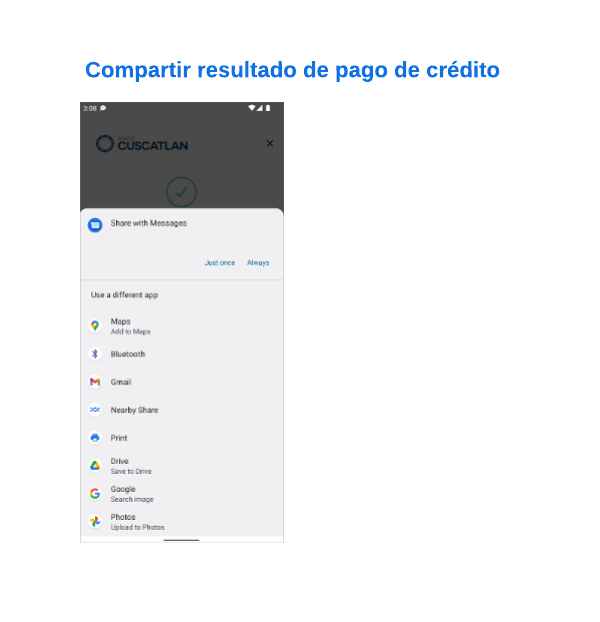 Compartir resultado de pago de crédito
3:08
BANCO
CUSCATLAN
Share with Messages
Just once Always
Use a different app
Maps
Add to Maps
Bluetooth
Gmail
Nearby Share
Print
Drive
Save to Drive
Google
Search image
Photos
Upload to Photos